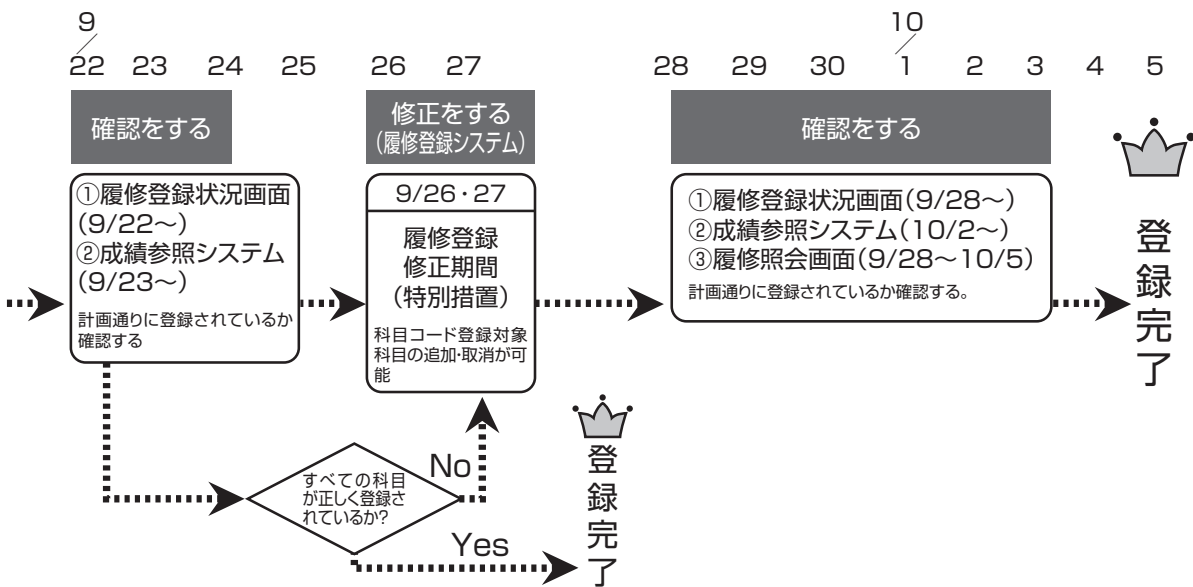 9
22 23 24 25 26 27
10
28 29 30 1 2 3 4 5
確認をする
①履修登録状況画面
(9/22〜)
②成績参照システム
(9/23〜)
計画通りに登録されているか
確認する
修正をする
(履修登録システム)
9/26・27
履修登録
修正期間
(特別措置)
科目コード登録対象
科目の追加・取消が可
能
確認をする
①履修登録状況画面(9/28〜)
②成績参照システム(10/2〜)
③履修照会画面(9/28〜10/5)
計画通りに登録されているか確認する。
登録完了
すべての科目
が正しく登録さ
れているか?
No
Yes
登録完了